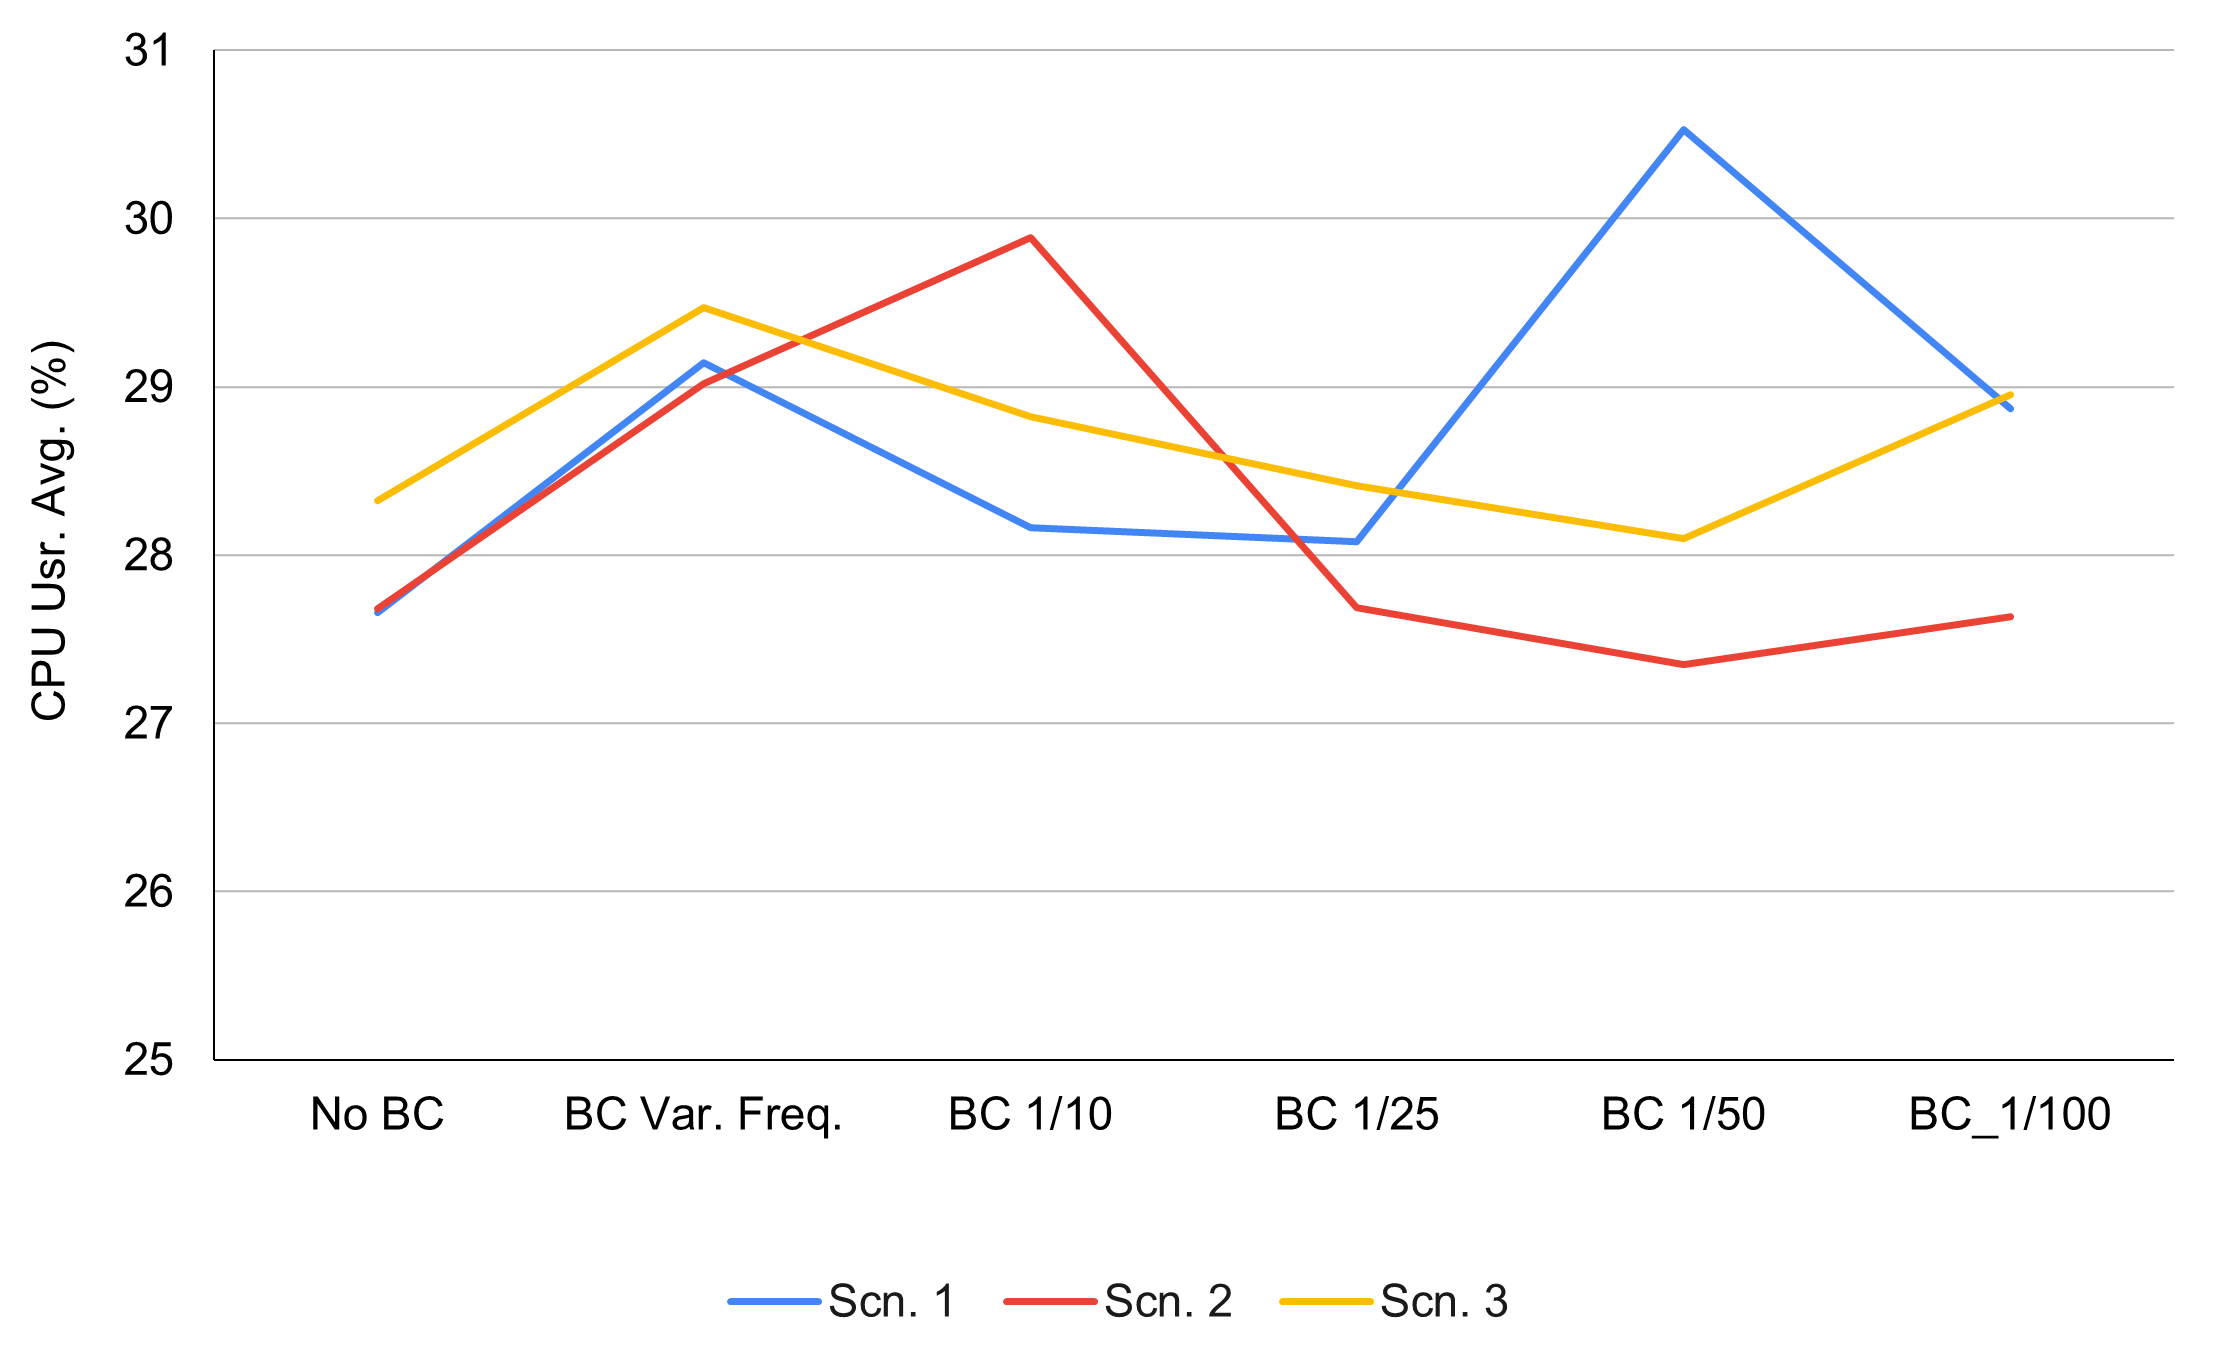 CPU Usr. Avg. (%)
31
30
29
28
27
26
25
No BC BC Var. Freq. BC 1/10 BC 1/25 BC 1/50 BC_1/100
Scn. 1 Scn. 2 Scn. 3